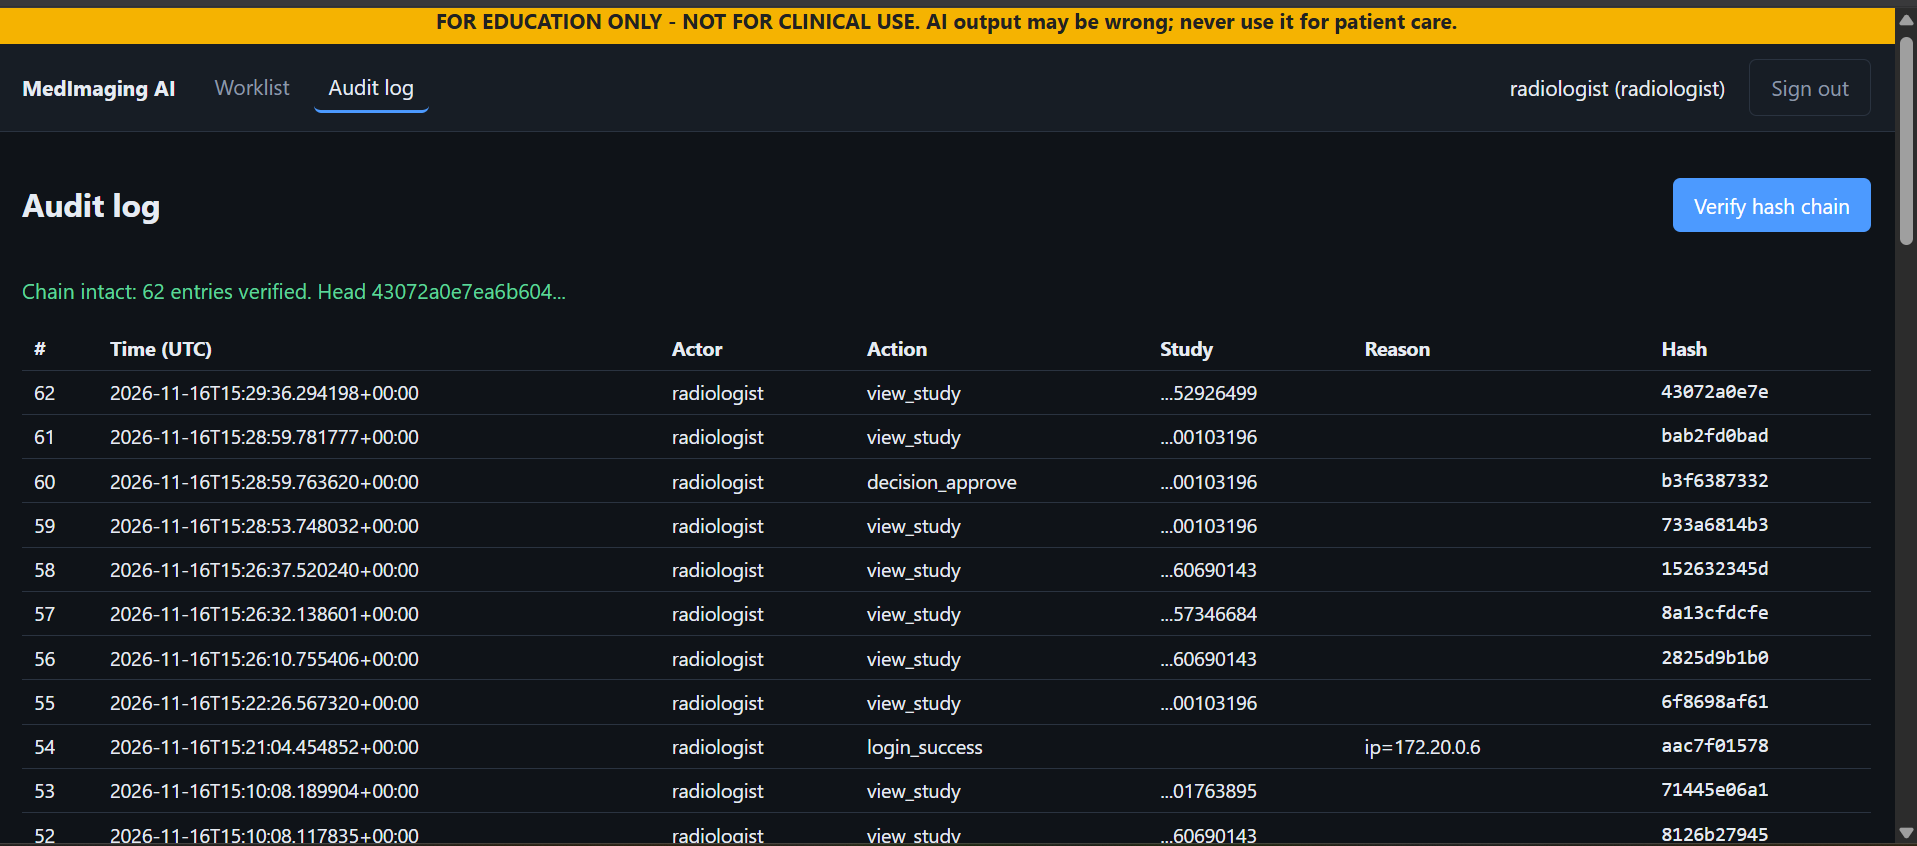 FOR EDUCATION ONLY - NOT FOR CLINICAL USE. AI output may be wrong; never use it for patient care.
MedImaging AI Worklist Audit log radiologist (radiologist) Sign out
Audit log Verify hash chain
Chain intact: 62 entries verified. Head 43072a0e7ea6b604...
# Time (UTC) Actor Action Study Reason Hash
62 2026-11-16T15:29:36.294198+00:00 radiologist view_study ...52926499 43072a0e7e
61 2026-11-16T15:28:59.781777+00:00 radiologist view_study ...00103196 bab2fd0bad
60 2026-11-16T15:28:59.763620+00:00 radiologist decision_approve ...00103196 b3f6387332
59 2026-11-16T15:28:53.748032+00:00 radiologist view_study ...00103196 733a6814b3
58 2026-11-16T15:26:37.520240+00:00 radiologist view_study ...60690143 152632345d
57 2026-11-16T15:26:32.138601+00:00 radiologist view_study ...57346684 8a13cfdcfe
56 2026-11-16T15:26:10.755406+00:00 radiologist view_study ...60690143 2825d9b1b0
55 2026-11-16T15:22:26.567320+00:00 radiologist view_study ...00103196 6f8698af61
54 2026-11-16T15:21:04.454852+00:00 radiologist login_success ip=172.20.0.6 aac7f01578
53 2026-11-16T15:10:08.189904+00:00 radiologist view_study ...01763895 71445e06a1
52 2026-11-16T15:10:08.117835+00:00 radiologist view_study ...60690143 8126b27945